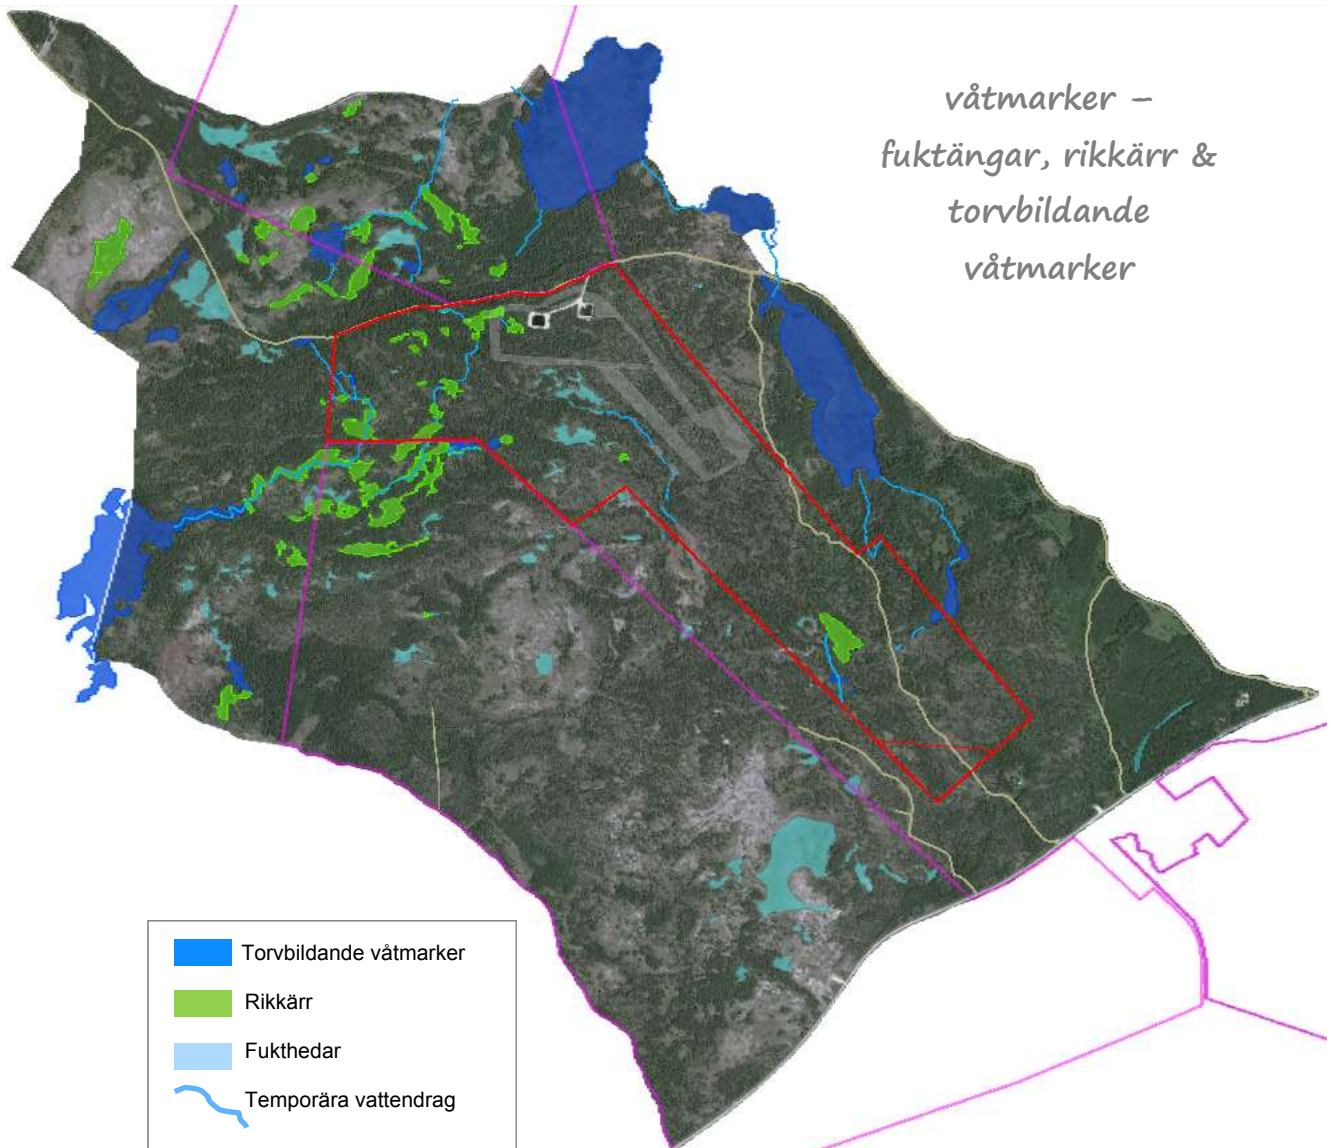 våtmarker –
fuktängar, rikkärr &
torvbildande
våtmarker
Torvbildande våtmarker
Rikkärr
Fukthedar
Temporära vattendrag